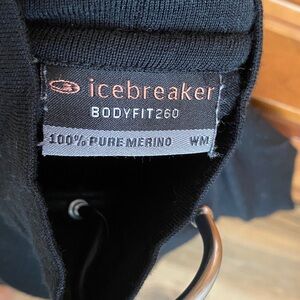 icebreaker
BODYFIT260
100% PURE MERINO WM